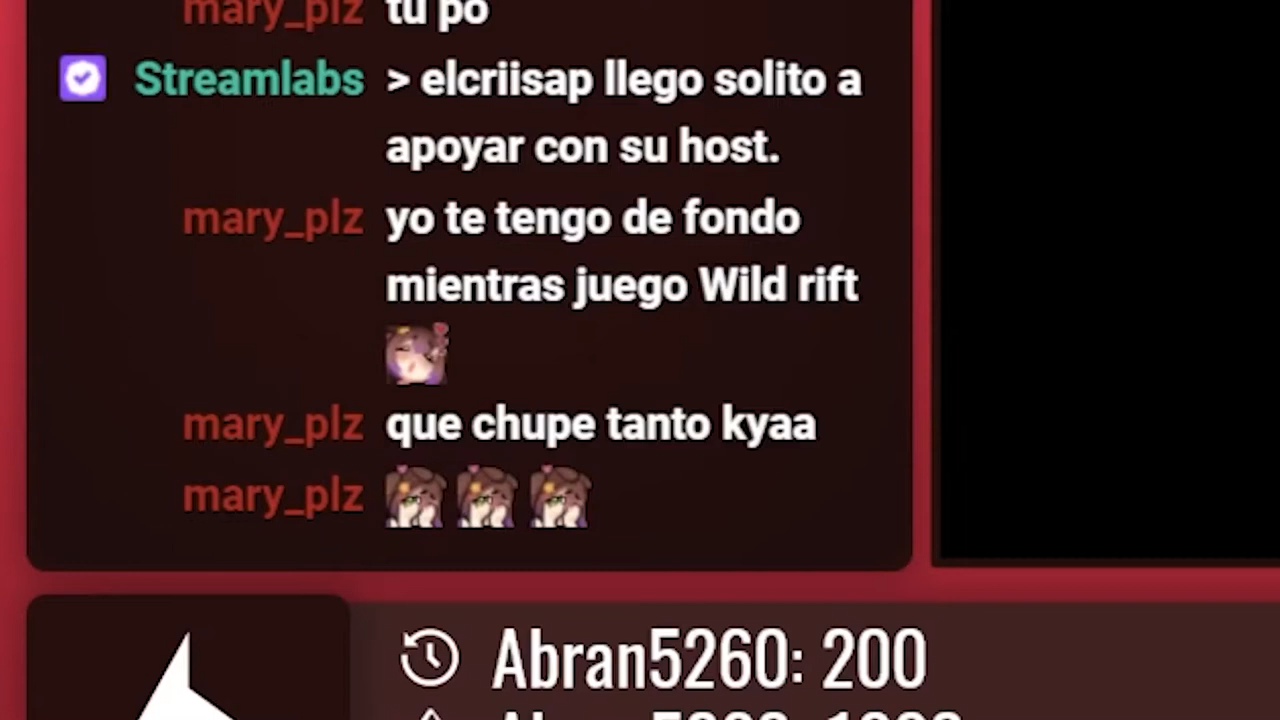 mary_plz tu po
Streamlabs > elcriisap llego solito a
apoyar con su host.
mary_plz yo te tengo de fondo
mientras juego Wild rift
mary_plz que chupe tanto kyaa
mary_plz
Abran5260: 200